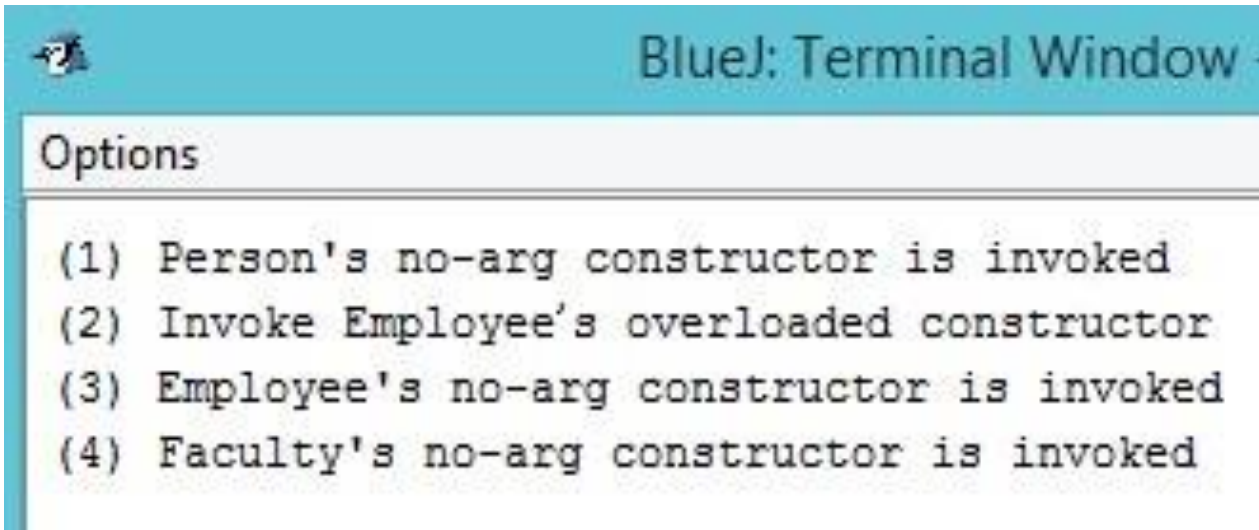 BlueJ: Terminal Window -
Options
(1) Person's no-arg constructor is invoked
(2) Invoke Employee’s overloaded constructor
(3) Employee's no-arg constructor is invoked
(4) Faculty's no-arg constructor is invoked